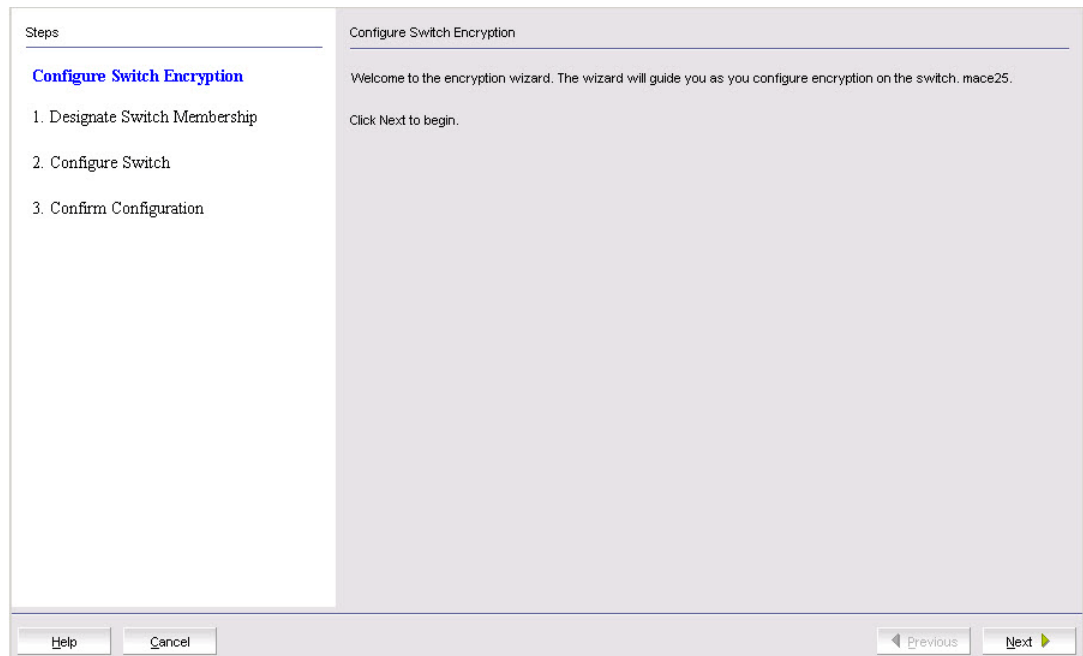 Steps
Configure Switch Encryption
1. Designate Switch Membership
2. Configure Switch
3. Confirm Configuration
Configure Switch Encryption
Welcome to the encryption wizard. The wizard will guide you as you configure encryption on the switch. mace25.
Click Next to begin.
Help
Cancel
Previous
Next